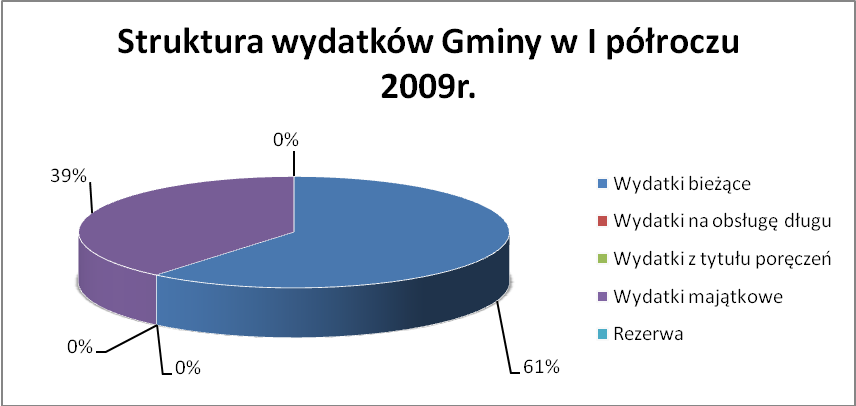 Struktura wydatków Gminy w I półroczu
2009r.
0%
39%
0%
0%
61%
Wydatki bieżące
Wydatki na obsługę długu
Wydatki z tytułu poręczeń
Wydatki majątkowe
Rezerwa